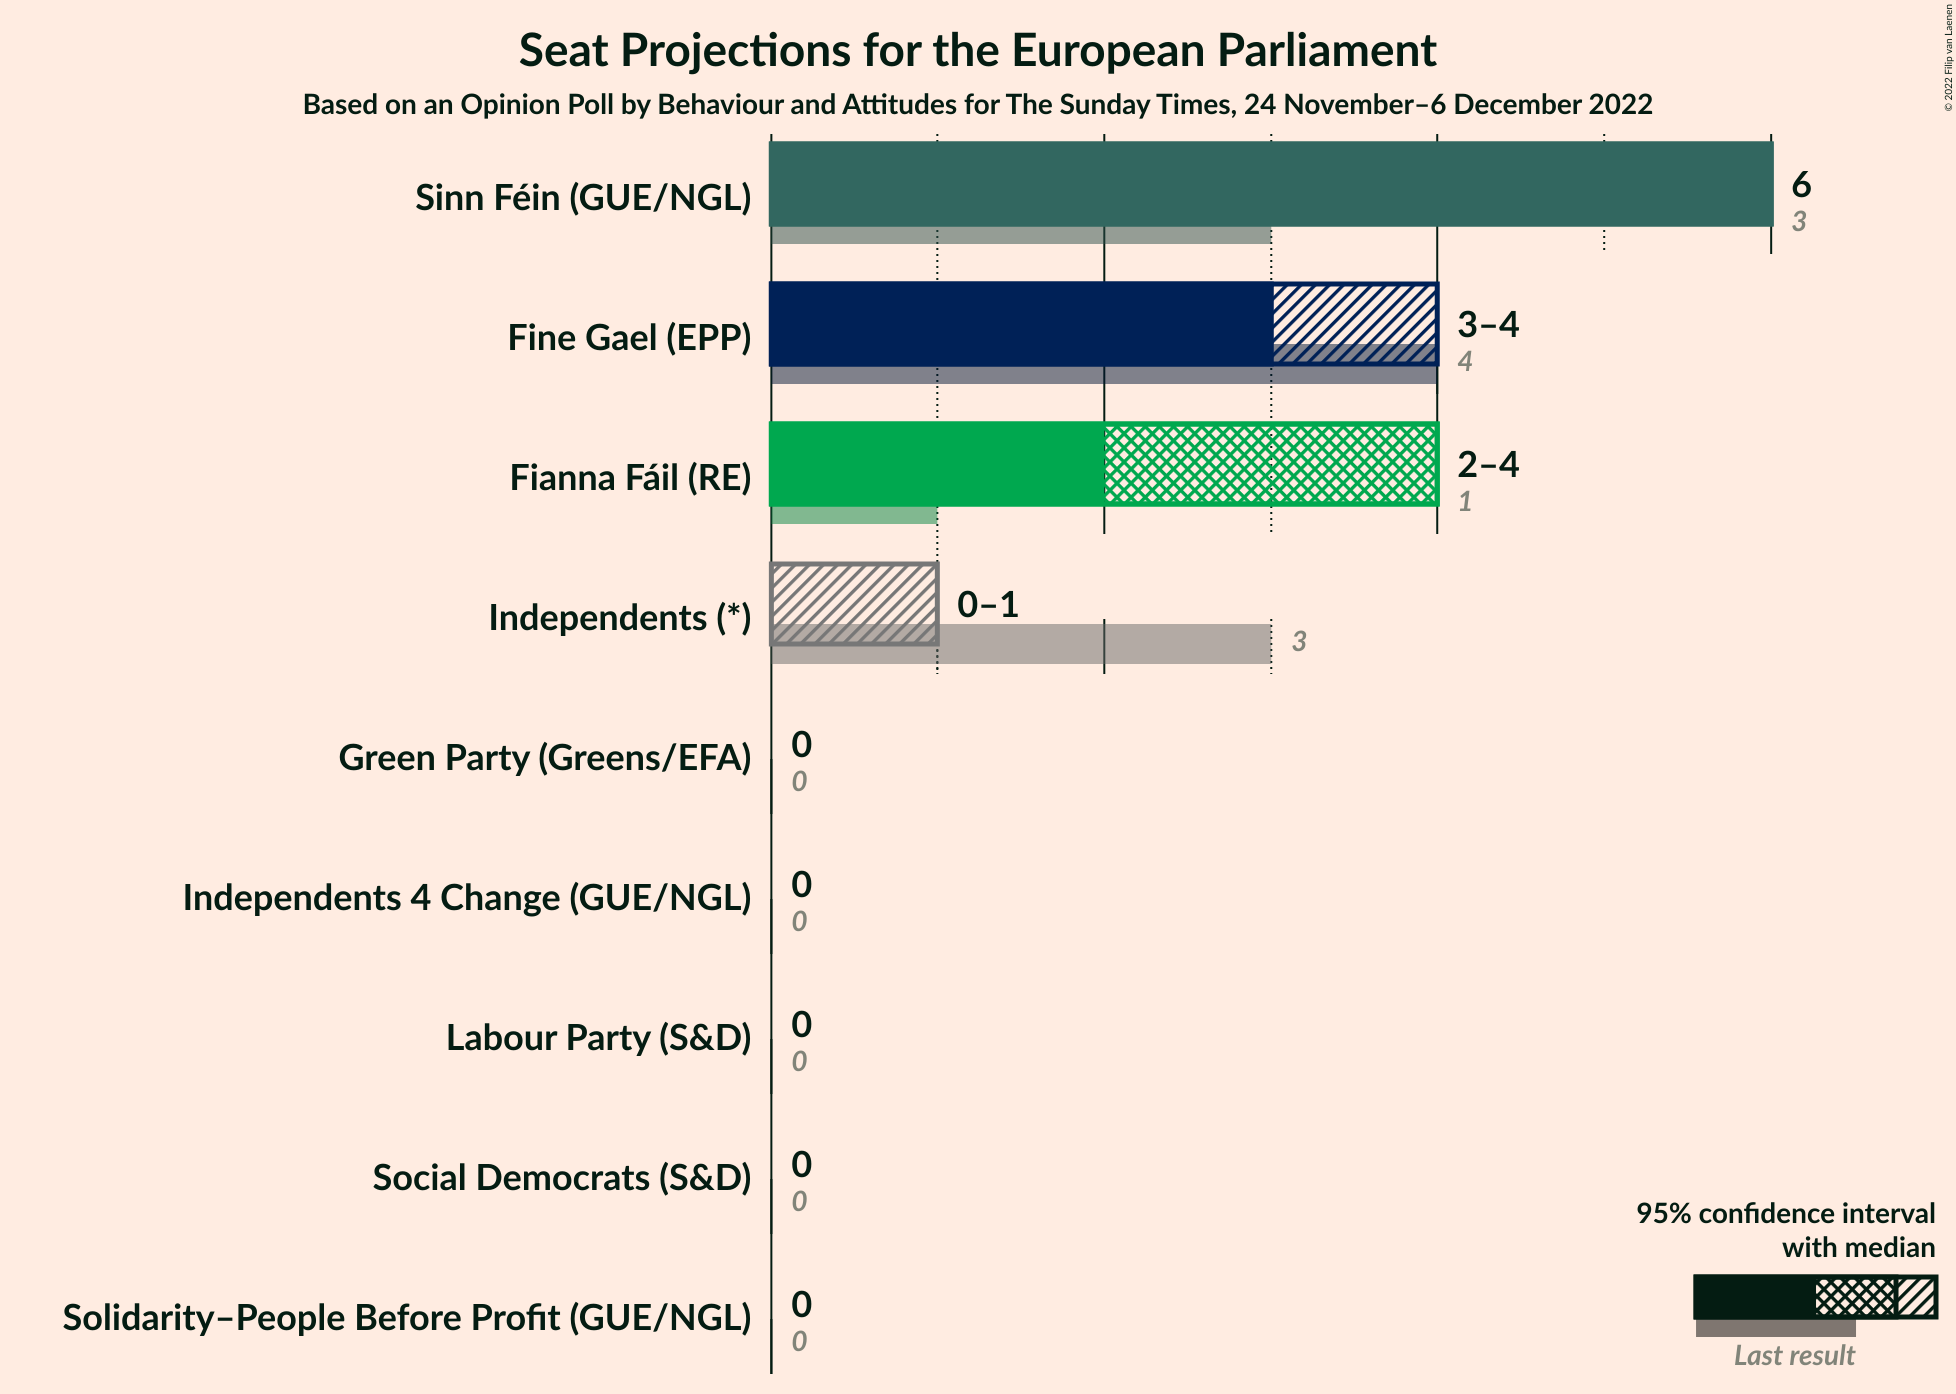 Seat Projections for the European Parliament
Based on an Opinion Poll by Behaviour and Attitudes for The Sunday Times, 24 November–6 December 2022
© 2022 Filip van Laenen
Sinn Féin (GUE/NGL)
6
3
Fine Gael (EPP)
3–4
4
Fianna Fáil (RE)
2–4
1
Independents (*)
0–1
3
Green Party (Greens/EFA)
0
0
Independents 4 Change (GUE/NGL)
0
0
Labour Party (S&D)
0
0
Social Democrats (S&D)
0
0
Solidarity–People Before Profit (GUE/NGL)
0
0
95% confidence interval
with median
Last result